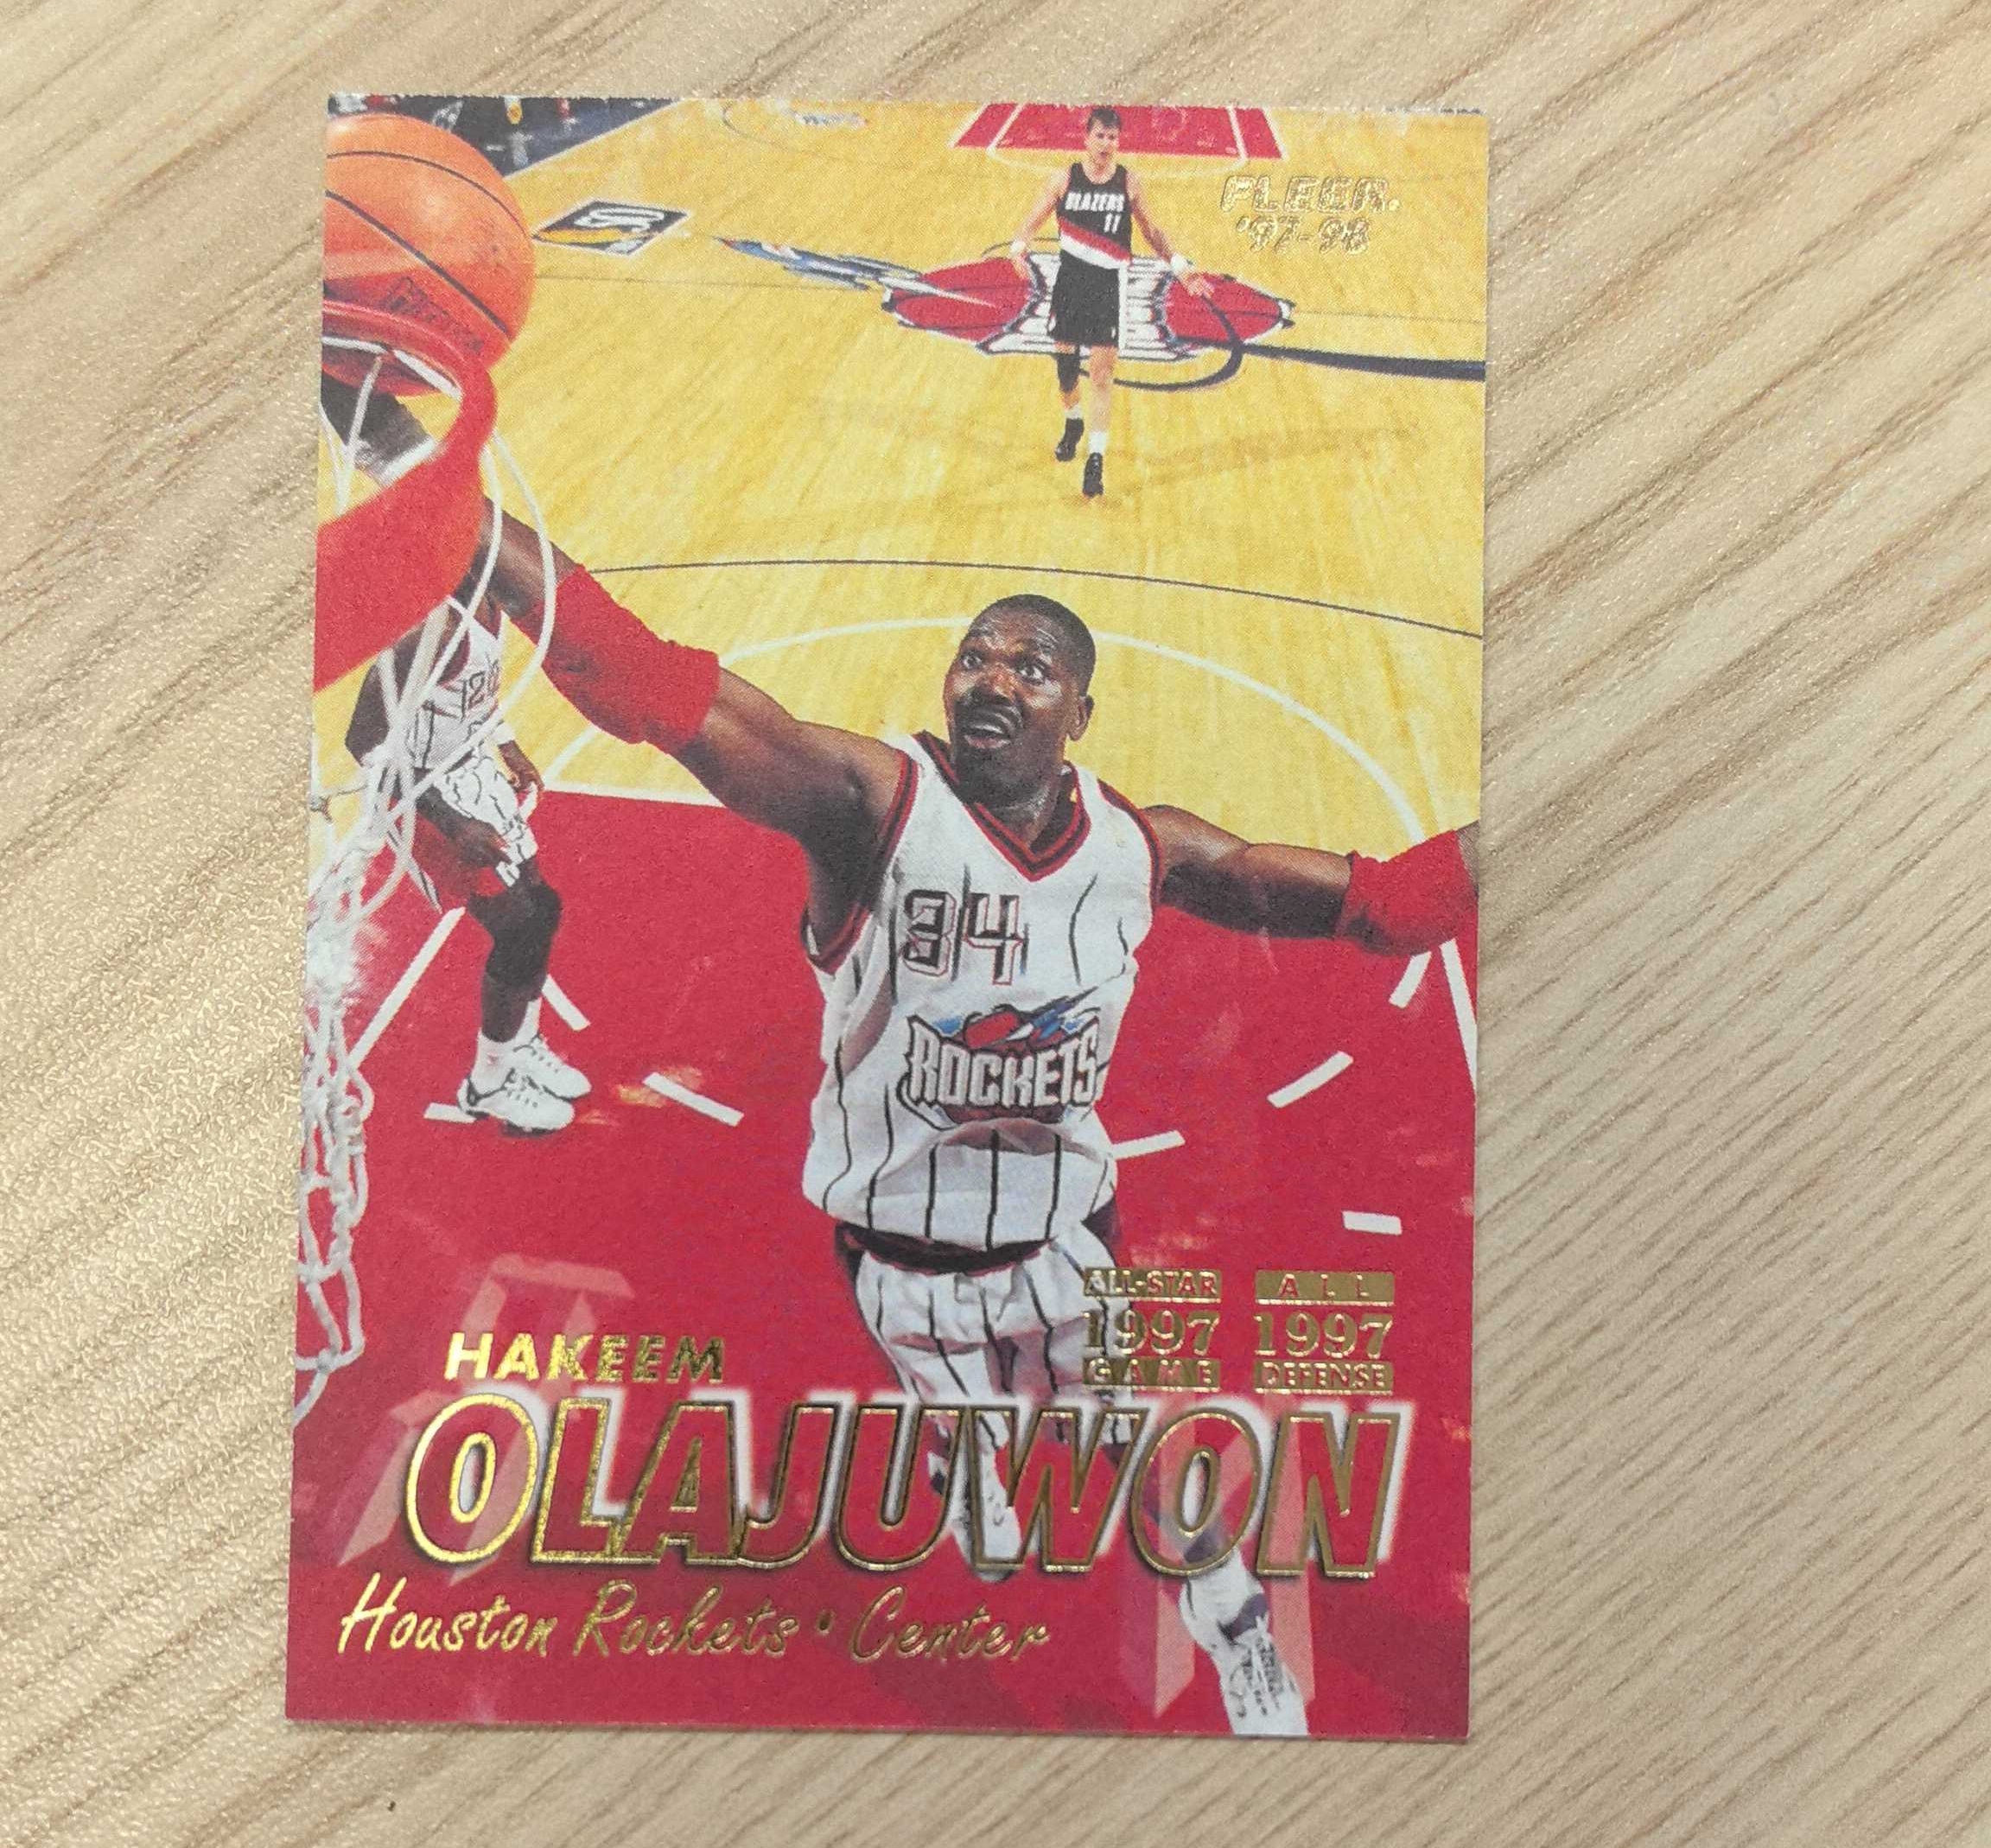 FLEER.
'97-98
BLAZERS
11
34
ROCKETS
ALL-STAR
1997
GAME
ALL
1997
DEFENSE
HAKEEM
OLAJUWON
Houston Rockets • Center